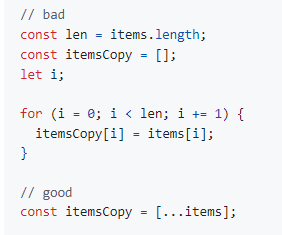 // bad
const len = items.length;
const itemsCopy = [];
let i;

for (i = 0; i < len; i += 1) {
  itemsCopy[i] = items[i];
}

// good
const itemsCopy = [...items];